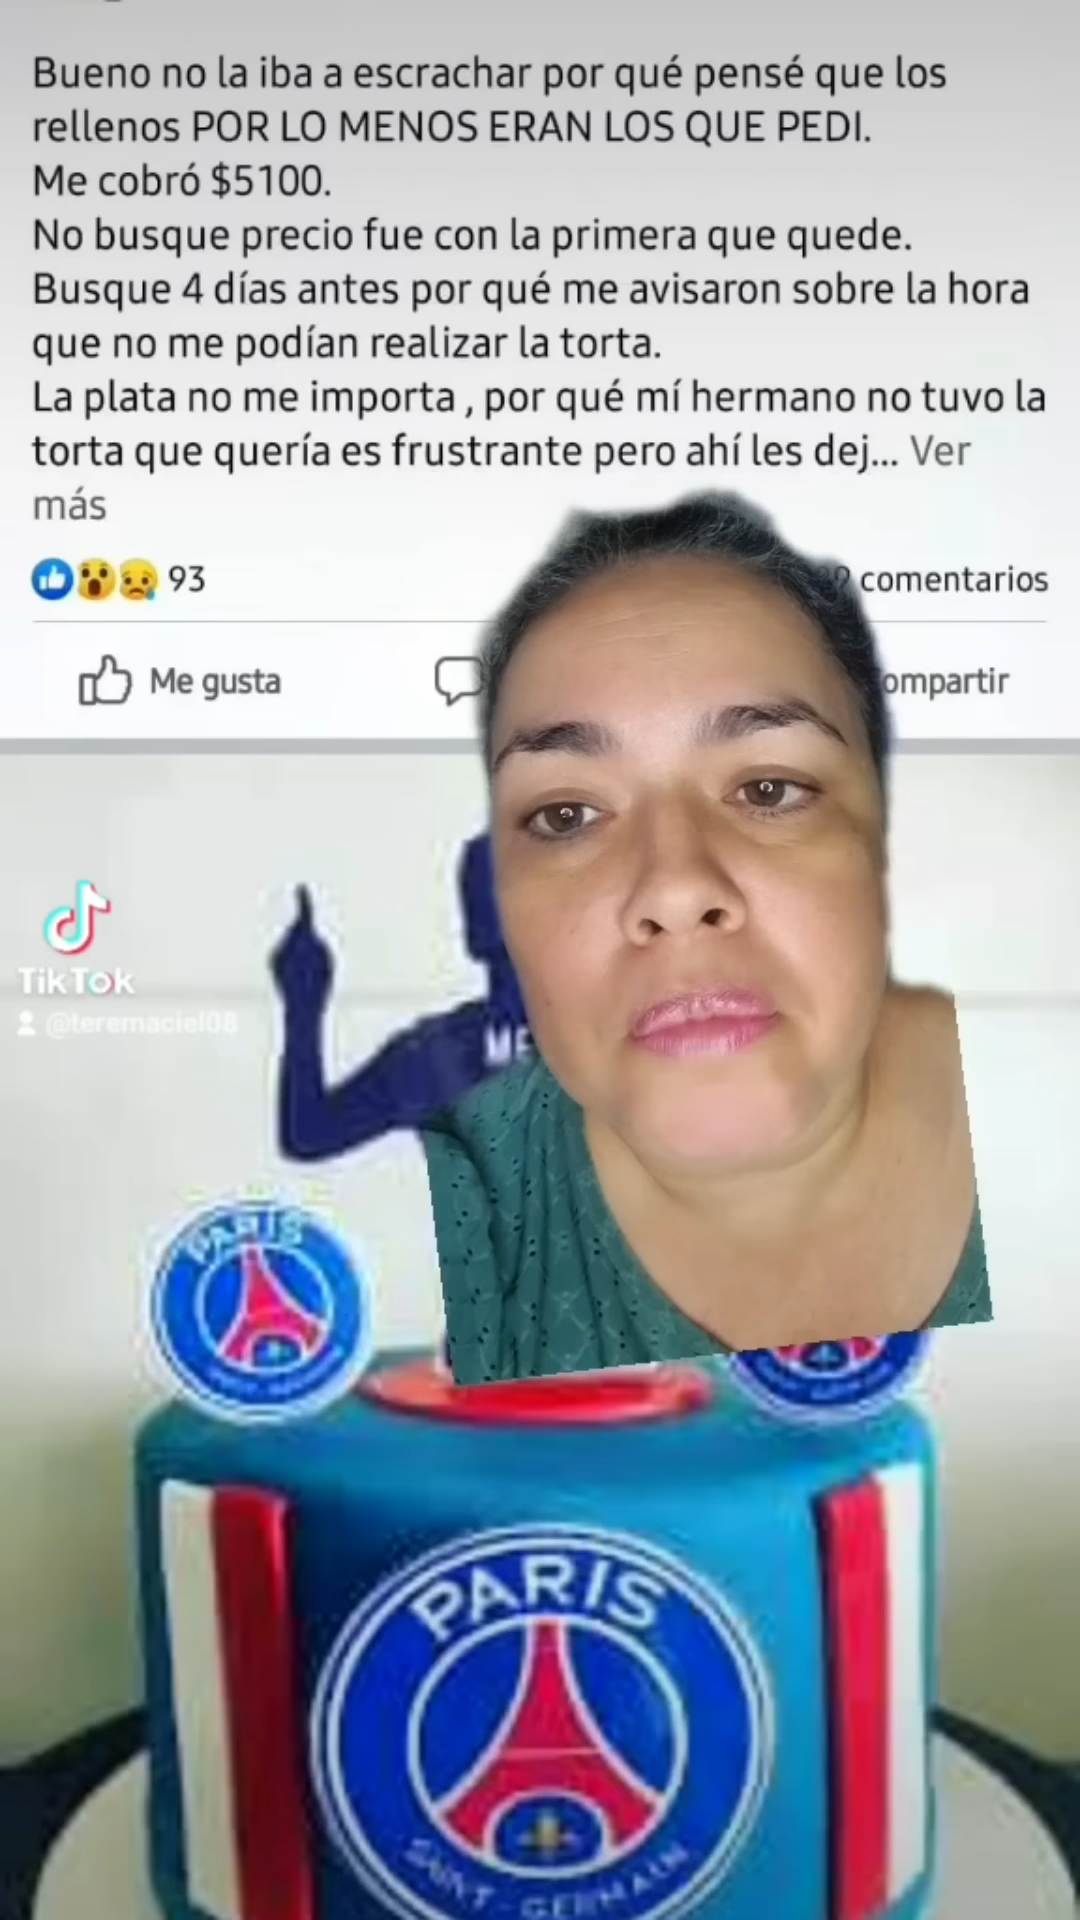 Bueno no la iba a escrachar por qué pensé que los
rellenos POR LO MENOS ERAN LOS QUE PEDI.
Me cobró $5100.
No busque precio fue con la primera que quede.
Busque 4 días antes por qué me avisaron sobre la hora
que no me podían realizar la torta.
La plata no me importa , por qué mí hermano no tuvo la
torta que quería es frustrante pero ahí les dej... Ver
más
93
comentarios
Me gusta
ompartir
TikTok
@teremaciel08
ME
PARIS
PARIS
SAINT-GERMAIN